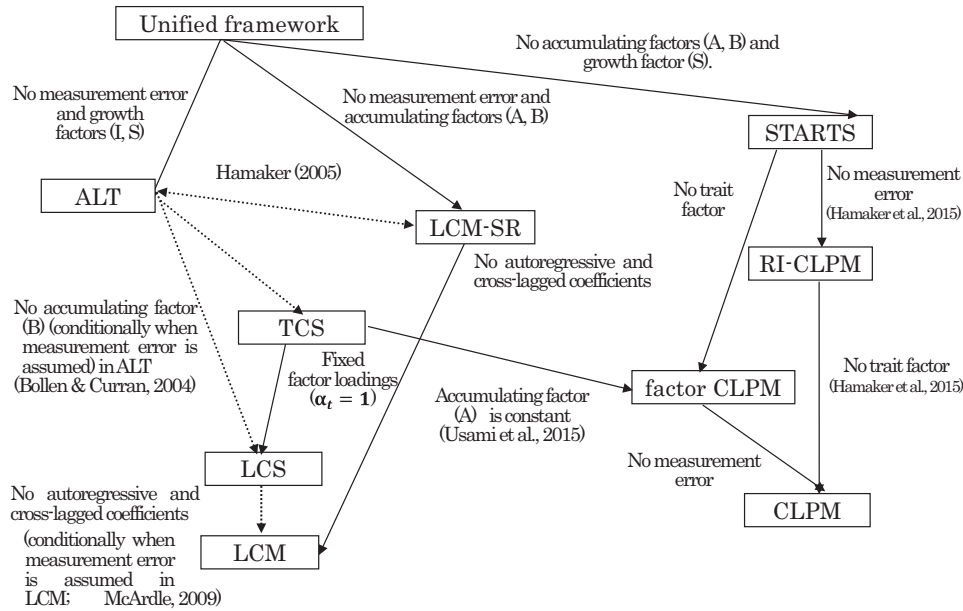 Unified framework
No accumulating factors (A, B) and
growth factor (S).
No measurement error
and growth
factors (I, S)
No measurement error and
accumulating factors (A, B)
STARTS
Hamaker (2005)
ALT
No trait
factor
No measurement
error
(Hamaker et al., 2015)
LCM-SR
RI-CLPM
No autoregressive and
cross-lagged coefficients
No accumulating factor
(B) (conditionally when
measurement error is
assumed) in ALT
(Bollen & Curran, 2004)
TCS
Fixed
factor loadings
(α_t = 1)
No trait factor
(Hamaker et al., 2015)
factor CLPM
Accumulating factor
(A) is constant
(Usami et al., 2015)
No measurement
error
LCS
No autoregressive and
cross-lagged coefficients
(conditionally when
measurement error
is assumed in
LCM; McArdle, 2009)
CLPM
LCM